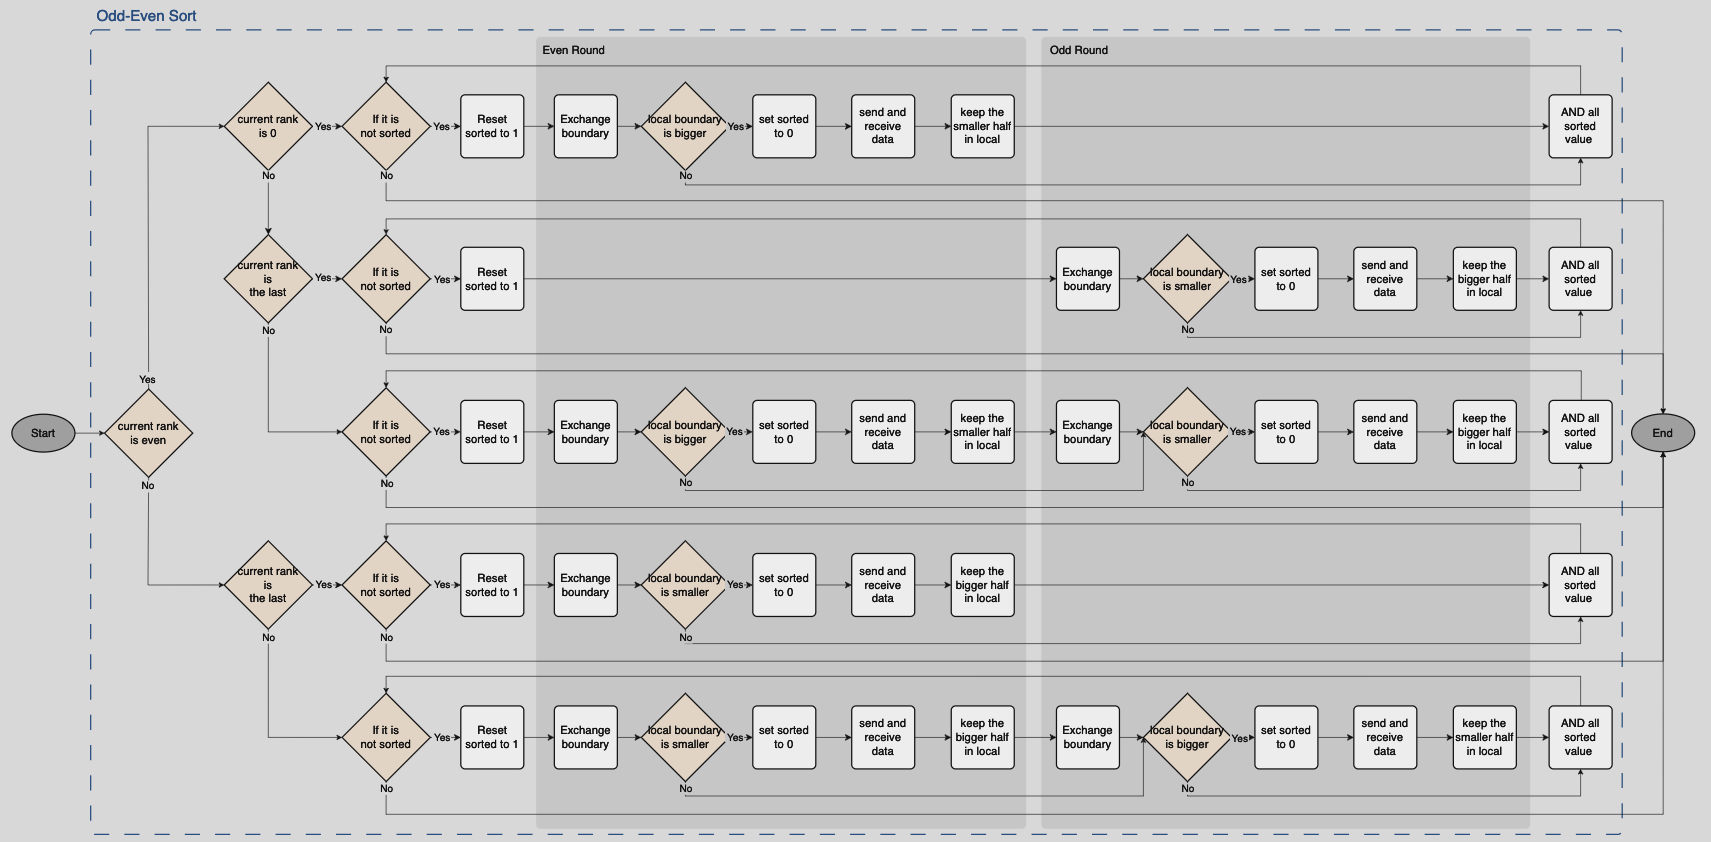 Odd-Even Sort
Even Round
Odd Round
current rank
is 0
Yes
No
If it is
not sorted
Yes
No
Reset
sorted to 1
Exchange
boundary
local boundary
is bigger
Yes
No
set sorted
to 0
send and
receive
data
keep the
smaller half
in local
AND all
sorted
value
current rank
is
the last
Yes
No
If it is
not sorted
Yes
No
Reset
sorted to 1
Exchange
boundary
local boundary
is smaller
Yes
No
set sorted
to 0
send and
receive
data
keep the
bigger half
in local
AND all
sorted
value
Start
Yes
current rank
is even
No
If it is
not sorted
Yes
No
Reset
sorted to 1
Exchange
boundary
local boundary
is bigger
Yes
No
set sorted
to 0
send and
receive
data
keep the
smaller half
in local
Exchange
boundary
local boundary
is smaller
Yes
No
set sorted
to 0
send and
receive
data
keep the
bigger half
in local
AND all
sorted
value
End
current rank
is
the last
Yes
No
If it is
not sorted
Yes
No
Reset
sorted to 1
Exchange
boundary
local boundary
is smaller
Yes
No
set sorted
to 0
send and
receive
data
keep the
bigger half
in local
AND all
sorted
value
If it is
not sorted
Yes
No
Reset
sorted to 1
Exchange
boundary
local boundary
is smaller
Yes
No
set sorted
to 0
send and
receive
data
keep the
bigger half
in local
Exchange
boundary
local boundary
is bigger
Yes
No
set sorted
to 0
send and
receive
data
keep the
smaller half
in local
AND all
sorted
value